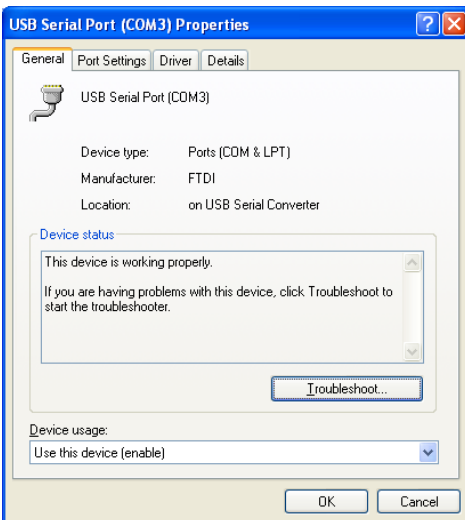 USB Serial Port (COM3) Properties
General Port Settings Driver Details
USB Serial Port (COM3)
Device type: Ports (COM & LPT)
Manufacturer: FTDI
Location: on USB Serial Converter
Device status
This device is working properly.
If you are having problems with this device, click Troubleshoot to
start the troubleshooter.
Troubleshoot...
Device usage:
Use this device (enable)
OK Cancel